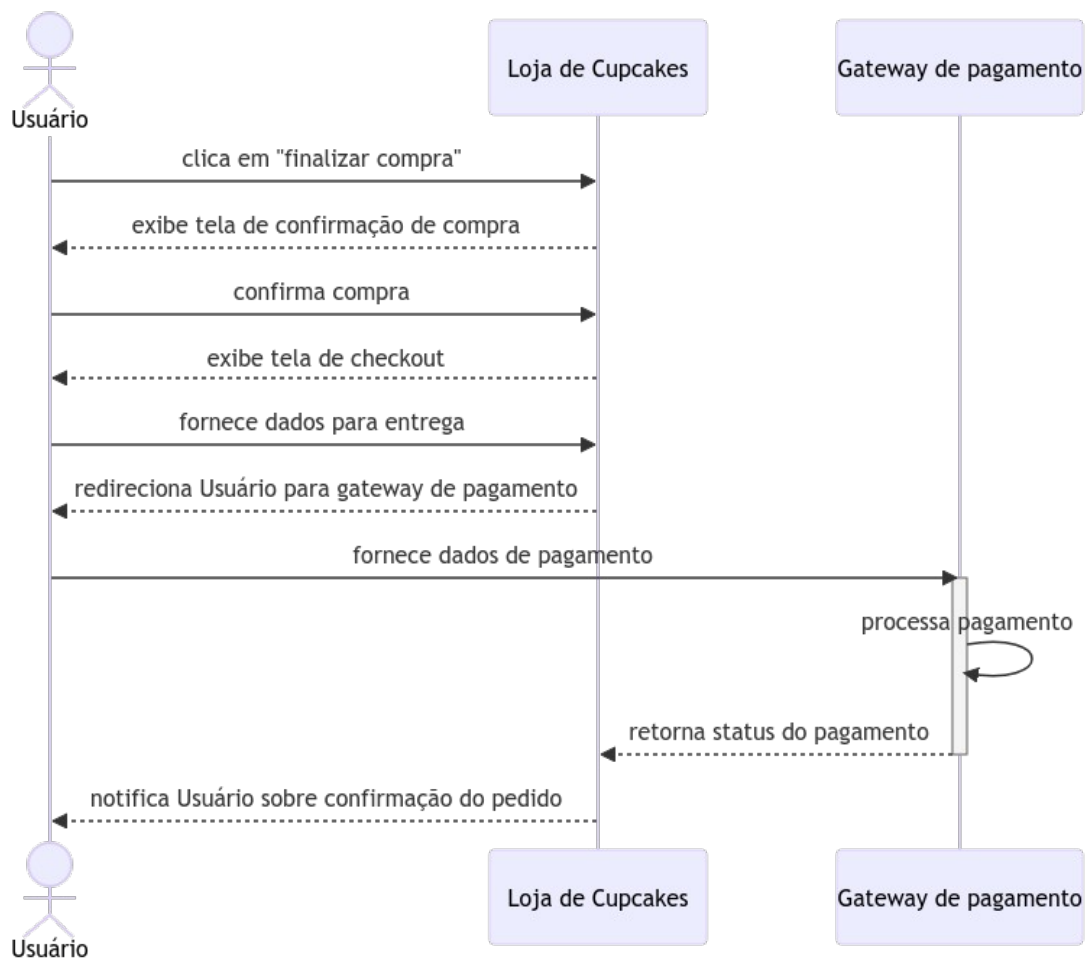 Loja de Cupcakes
Gateway de pagamento
Usuário
clica em "finalizar compra"
exibe tela de confirmação de compra
confirma compra
exibe tela de checkout
fornece dados para entrega
redireciona Usuário para gateway de pagamento
fornece dados de pagamento
processa pagamento
retorna status do pagamento
notifica Usuário sobre confirmação do pedido
Loja de Cupcakes
Gateway de pagamento
Usuário